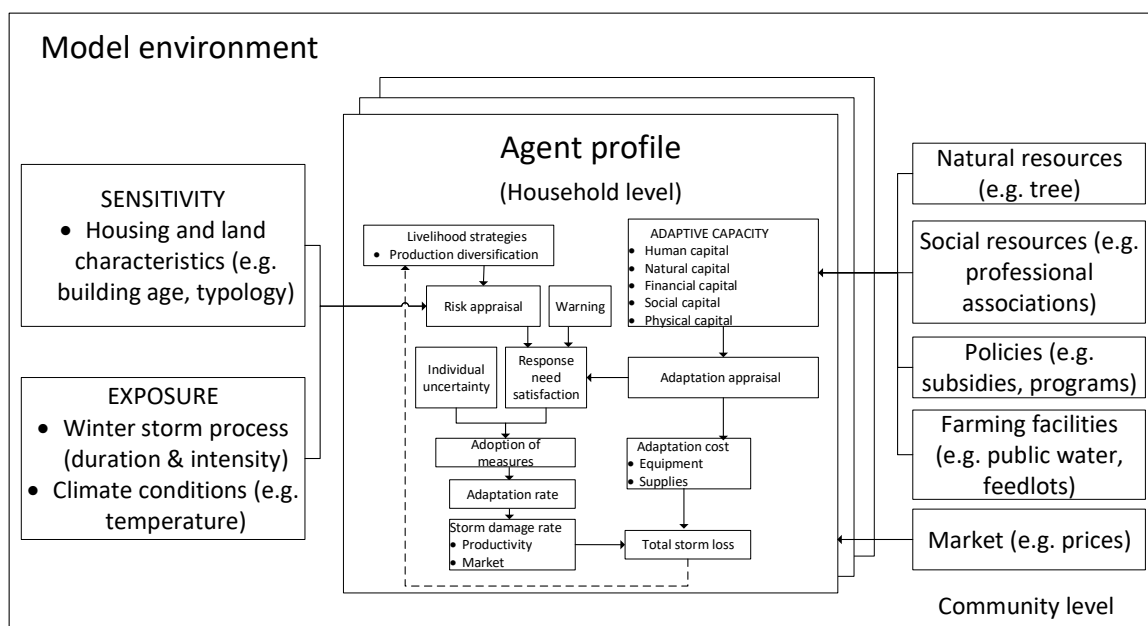 Model environment
SENSITIVITY
• Housing and land
characteristics (e.g.
building age, typology)
EXPOSURE
• Winter storm process
(duration & intensity)
• Climate conditions (e.g.
temperature)
Agent profile
(Household level)
Livelihood strategies
• Production diversification
Risk appraisal
Warning
Individual
uncertainty
Response
need
satisfaction
Adoption of
measures
Adaptation rate
Storm damage rate
• Productivity
• Market
ADAPTIVE CAPACITY
• Human capital
• Natural capital
• Financial capital
• Social capital
• Physical capital
Adaptation appraisal
Adaptation cost
• Equipment
• Supplies
Total storm loss
Natural resources
(e.g. tree)
Social resources (e.g.
professional
associations)
Policies (e.g.
subsidies, programs)
Farming facilities
(e.g. public water,
feedlots)
Market (e.g. prices)
Community level